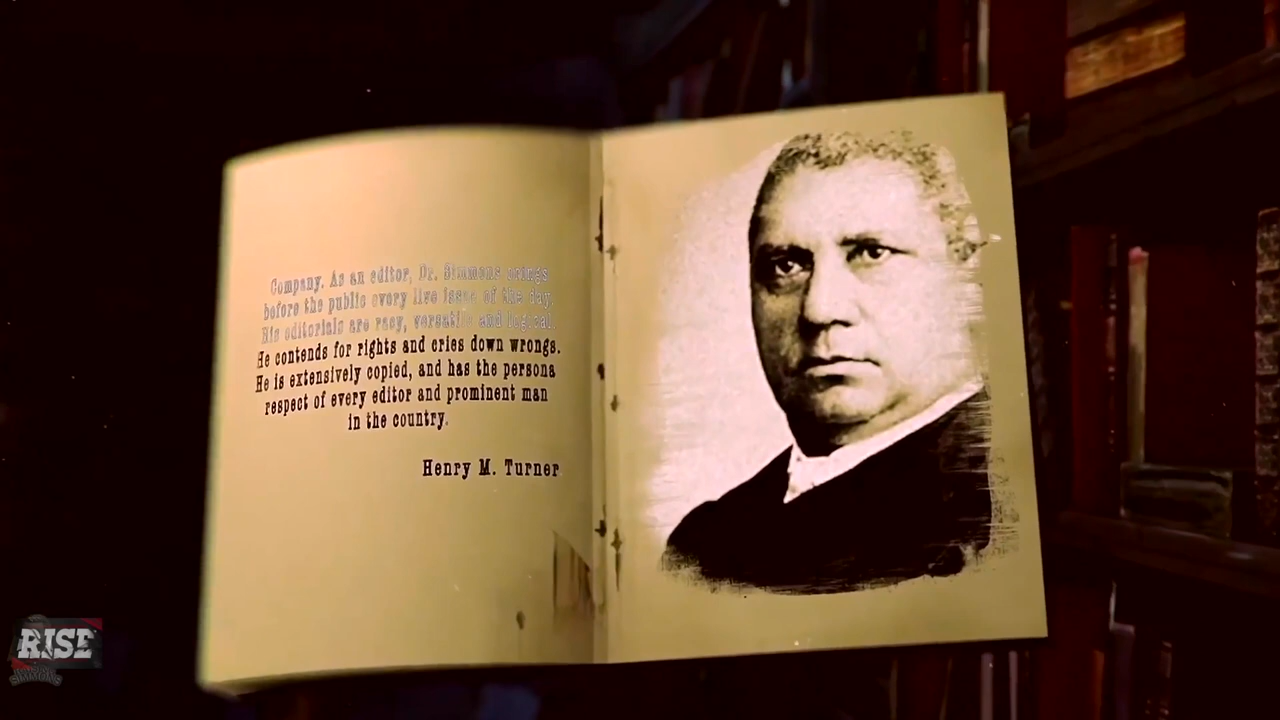 Company. As an editor, Dr. Simmons brings
before the public every live issue of the day.
His editorials are racy, versatile and logical.
He contends for rights and cries down wrongs.
He is extensively copied, and has the persona
respect of every editor and prominent man
in the country.
Henry M. Turner
RISE
SIMMONS